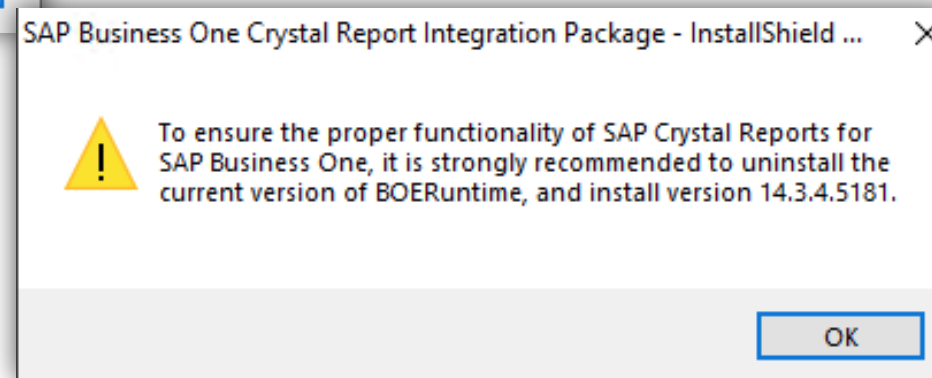 SAP Business One Crystal Report Integration Package - InstallShield ...
To ensure the proper functionality of SAP Crystal Reports for
SAP Business One, it is strongly recommended to uninstall the
current version of BOERuntime, and install version 14.3.4.5181.
OK